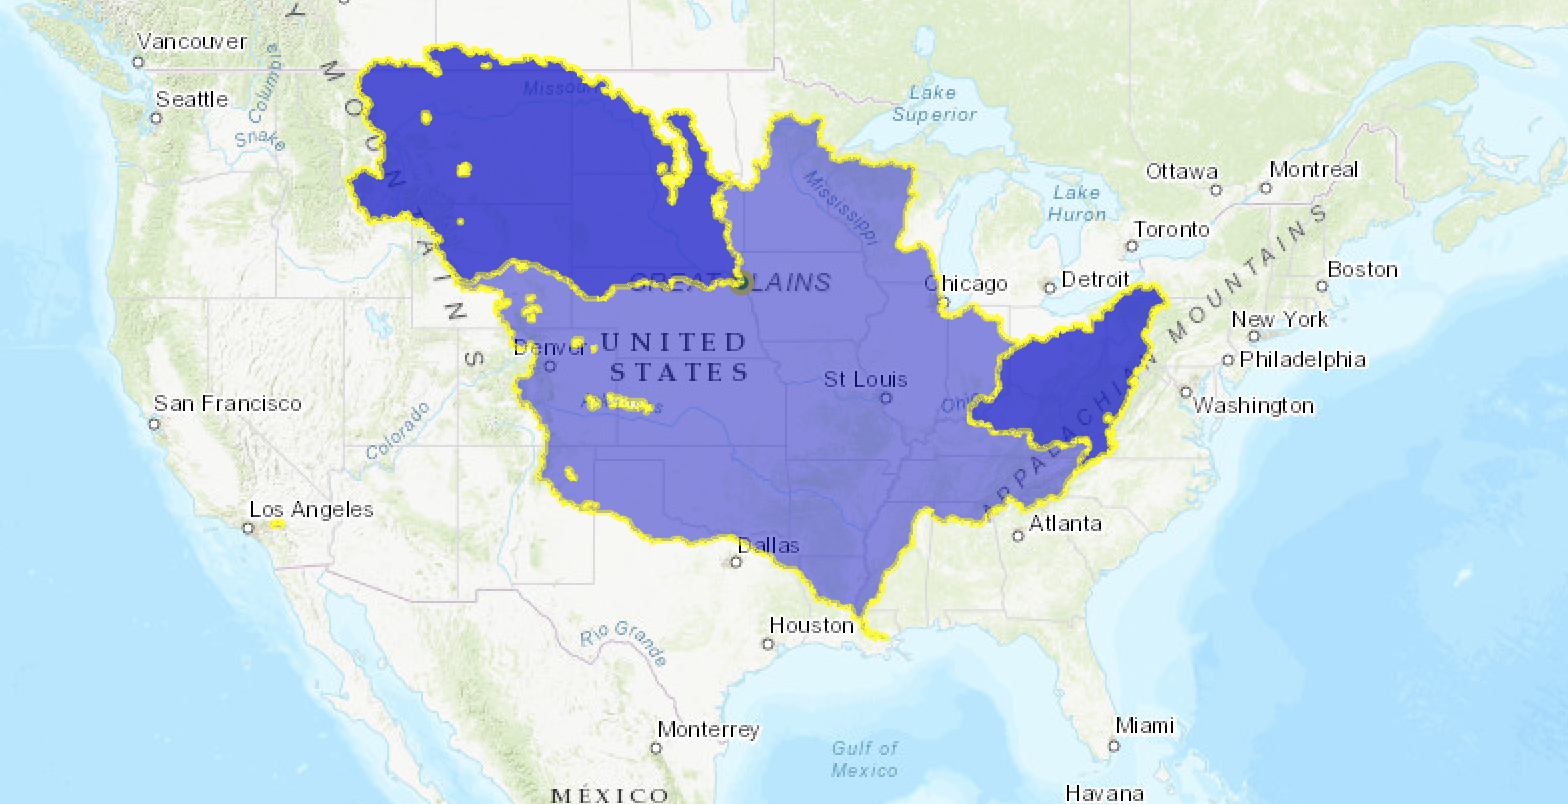 Vancouver
Seattle
Columbia
Snake
M O N T A I N S
Missouri
Lake
Superior
Mississippi
Ottawa
Montreal
Lake
Huron
Toronto
Boston
Chicago
Detroit
GREAT PLAINS
New York
Philadelphia
Washington
APPALACHIAN MOUNTAINS
Denver
UNITED
STATES
St Louis
Ohio
Arkansas
San Francisco
Colorado
Los Angeles
Dallas
Atlanta
Houston
Rio Grande
Monterrey
Miami
Gulf of
Mexico
MÉXICO
Havana